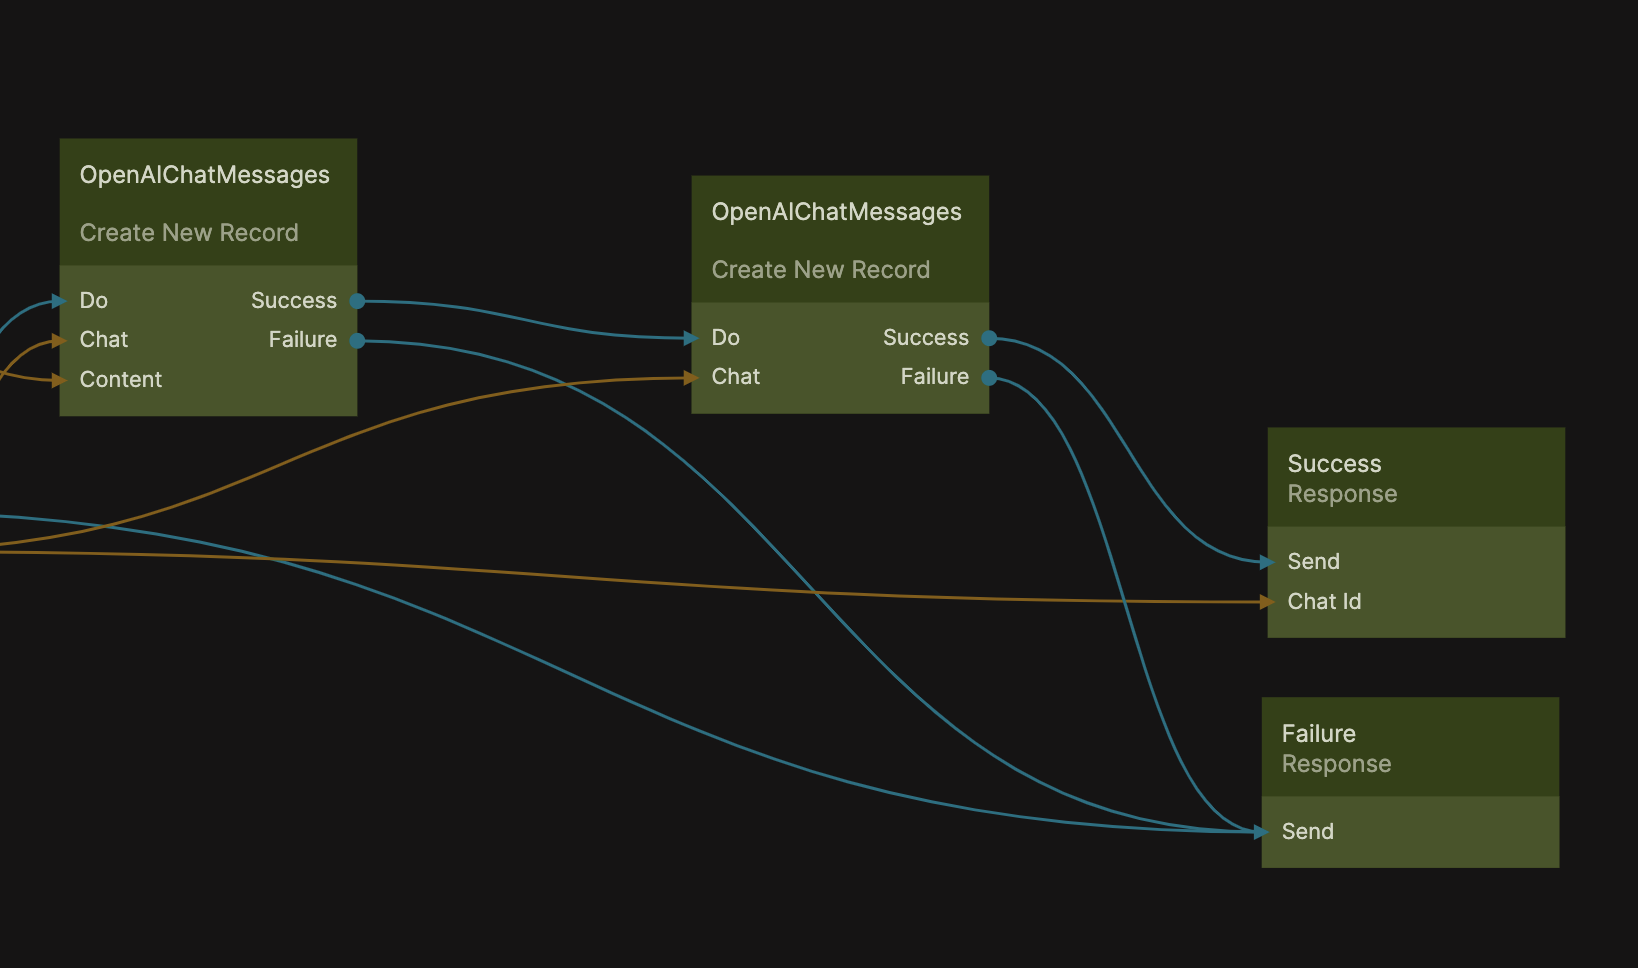 OpenAIChatMessages
Create New Record
Do
Success
Chat
Failure
Content
OpenAIChatMessages
Create New Record
Do
Success
Chat
Failure
Success
Response
Send
Chat Id
Failure
Response
Send